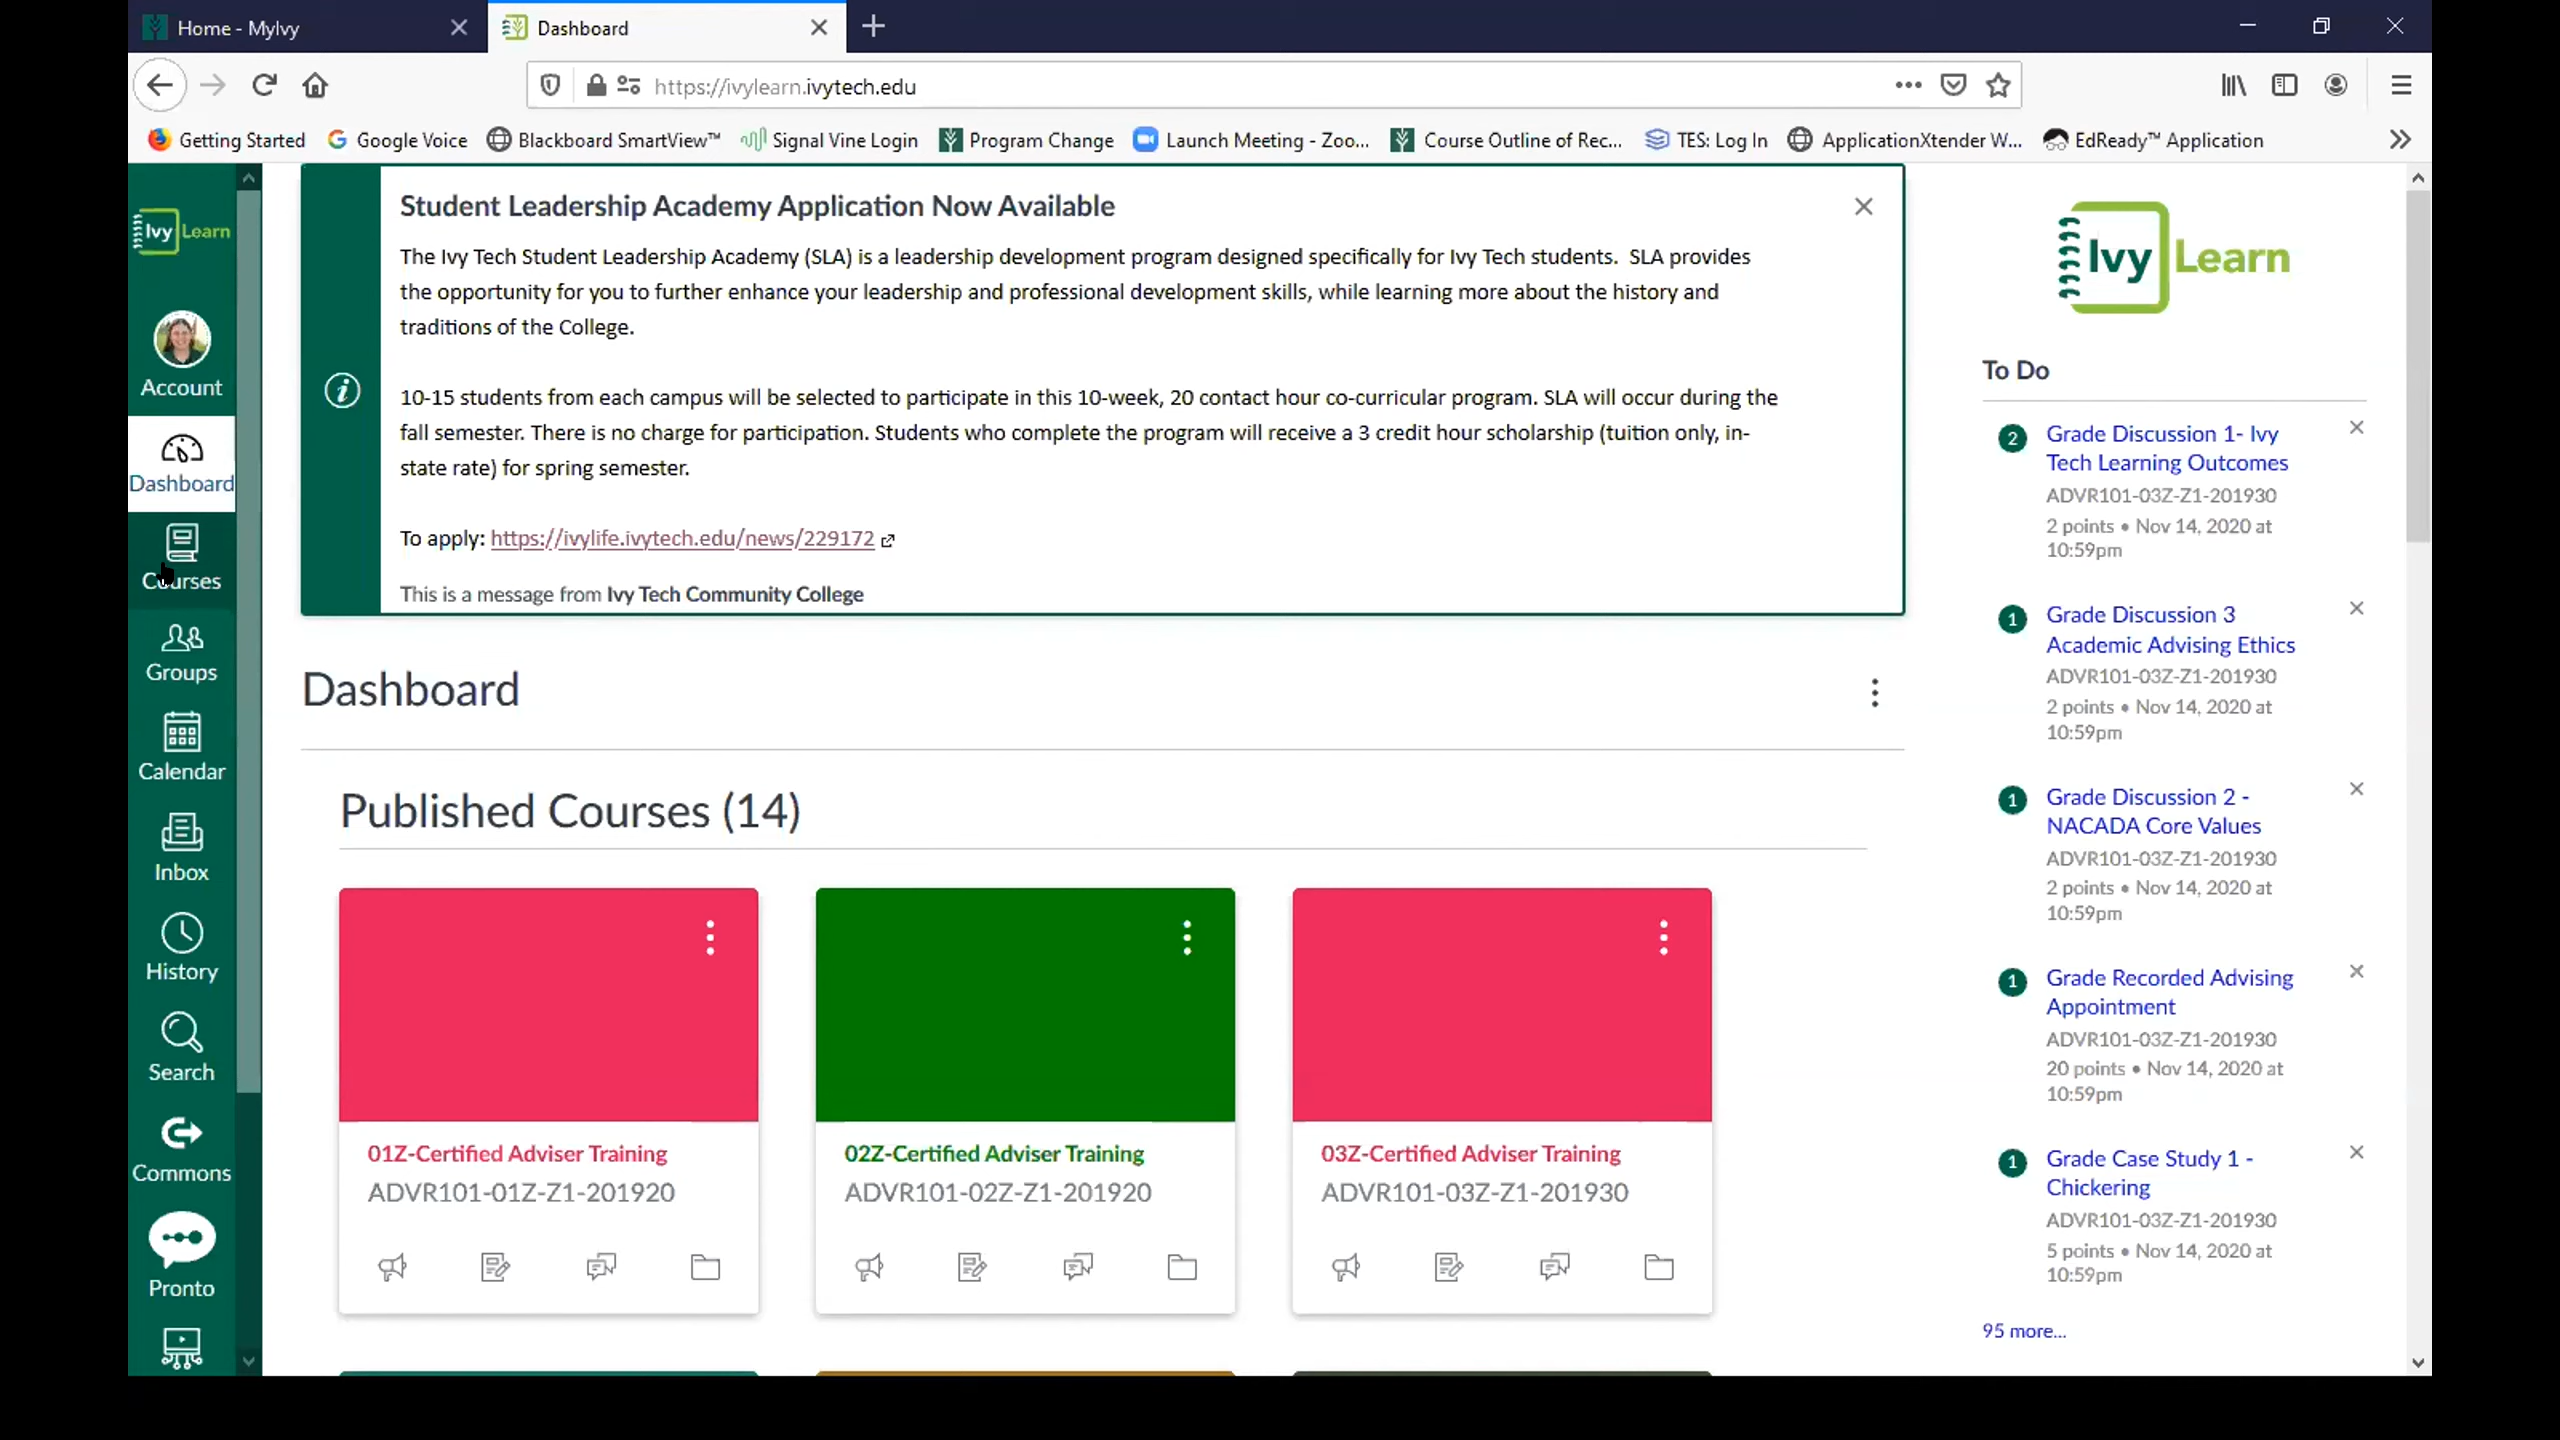 Home - MyIvy
Dashboard
https://ivylearn.ivytech.edu
Getting Started
Google Voice
Blackboard SmartView™
Signal Vine Login
Program Change
Launch Meeting - Zoo...
Course Outline of Rec...
TES: Log In
ApplicationXtender W...
EdReady™ Application
Ivy Learn
Account
Dashboard
Courses
Groups
Calendar
Inbox
History
Search
Commons
Pronto
Student Leadership Academy Application Now Available
The Ivy Tech Student Leadership Academy (SLA) is a leadership development program designed specifically for Ivy Tech students.  SLA provides
the opportunity for you to further enhance your leadership and professional development skills, while learning more about the history and
traditions of the College.
10-15 students from each campus will be selected to participate in this 10-week, 20 contact hour co-curricular program. SLA will occur during the
fall semester. There is no charge for participation. Students who complete the program will receive a 3 credit hour scholarship (tuition only, in-
state rate) for spring semester.
To apply: https://ivylife.ivytech.edu/news/229172
This is a message from Ivy Tech Community College
Dashboard
Published Courses (14)
01Z-Certified Adviser Training
ADVR101-01Z-Z1-201920
02Z-Certified Adviser Training
ADVR101-02Z-Z1-201920
03Z-Certified Adviser Training
ADVR101-03Z-Z1-201930
Ivy Learn
To Do
2
Grade Discussion 1- Ivy
Tech Learning Outcomes
ADVR101-03Z-Z1-201930
2 points • Nov 14, 2020 at
10:59pm
1
Grade Discussion 3
Academic Advising Ethics
ADVR101-03Z-Z1-201930
2 points • Nov 14, 2020 at
10:59pm
1
Grade Discussion 2 -
NACADA Core Values
ADVR101-03Z-Z1-201930
2 points • Nov 14, 2020 at
10:59pm
1
Grade Recorded Advising
Appointment
ADVR101-03Z-Z1-201930
20 points • Nov 14, 2020 at
10:59pm
1
Grade Case Study 1 -
Chickering
ADVR101-03Z-Z1-201930
5 points • Nov 14, 2020 at
10:59pm
95 more...